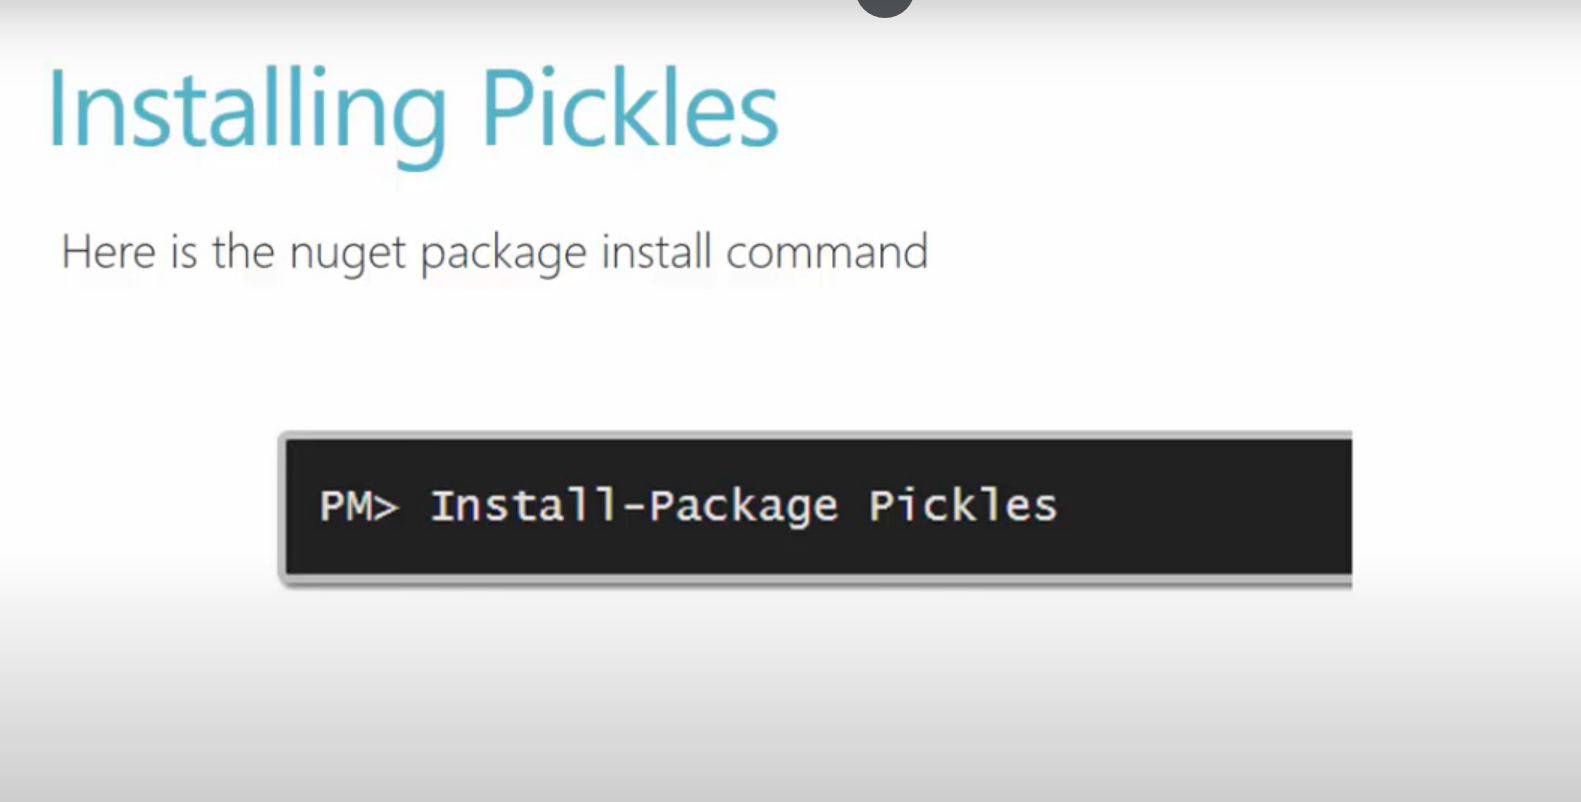 Installing Pickles
Here is the nuget package install command
PM> Install-Package Pickles